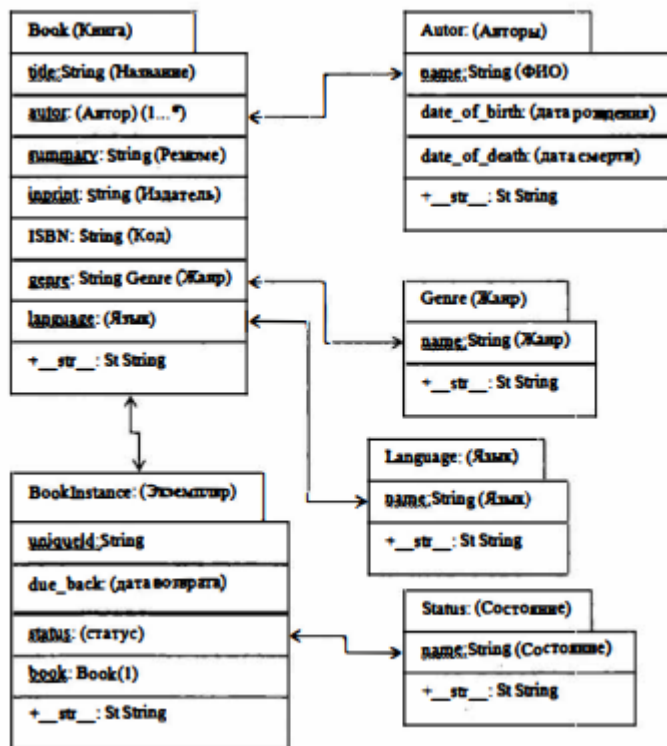 Book (Книга)
title:String (Название)
autor: (Автор) (1...*)
summary: String (Резюме)
inprint: String (Издатель)
ISBN: String (Код)
genre: String Genre (Жанр)
language: (Язык)
+__str__: St String
Autor: (Авторы)
name: String (ФИО)
date_of_birth: (дата рождения)
date_of_death: (дата смерти)
+__str__: St String
Genre (Жанр)
name:String (Жанр)
+__str__: St String
Language: (Язык)
name:String (Язык)
+__str__: St String
BookInstance: (Экземпляр)
uniqueId:String
due_back: (дата возврата)
status: (статус)
book: Book(1)
+__str__: St String
Status: (Состояние)
name:String (Состояние)
+__str__: St String